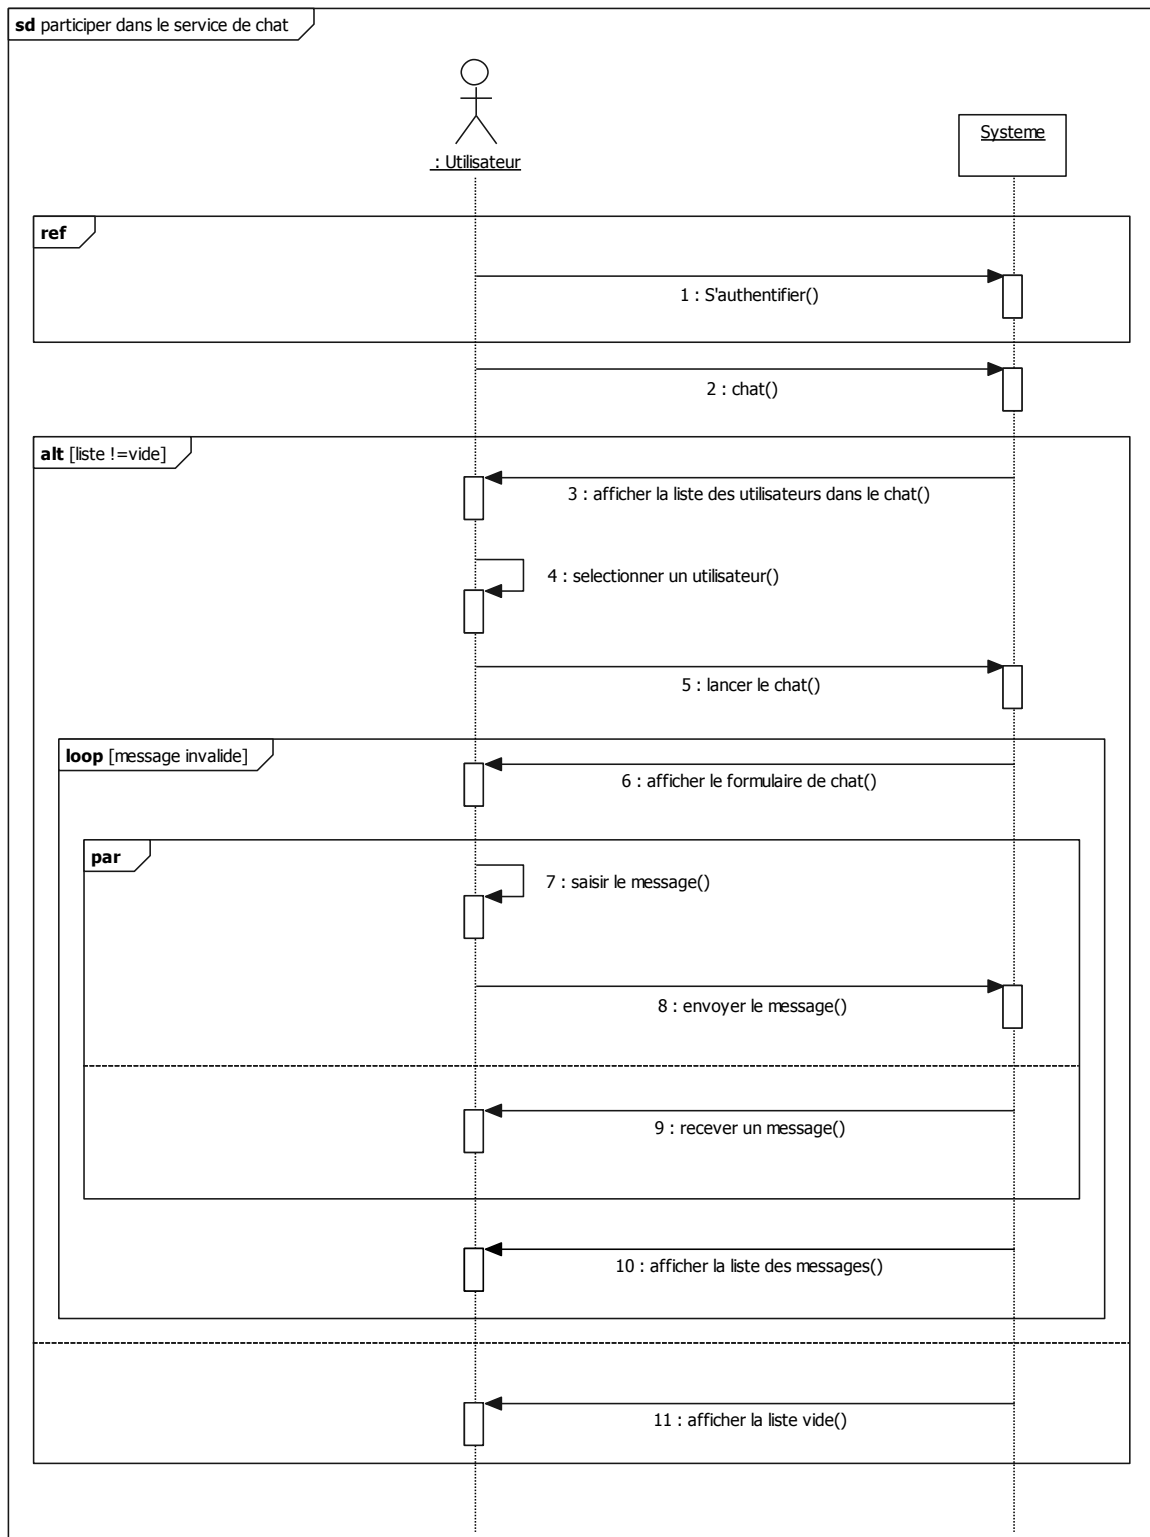 sd participer dans le service de chat
: Utilisateur
Systeme
ref
1 : S'authentifier()
2 : chat()
alt [liste !=vide]
3 : afficher la liste des utilisateurs dans le chat()
4 : selectionner un utilisateur()
5 : lancer le chat()
loop [message invalide]
6 : afficher le formulaire de chat()
par
7 : saisir le message()
8 : envoyer le message()
9 : recever un message()
10 : afficher la liste des messages()
11 : afficher la liste vide()